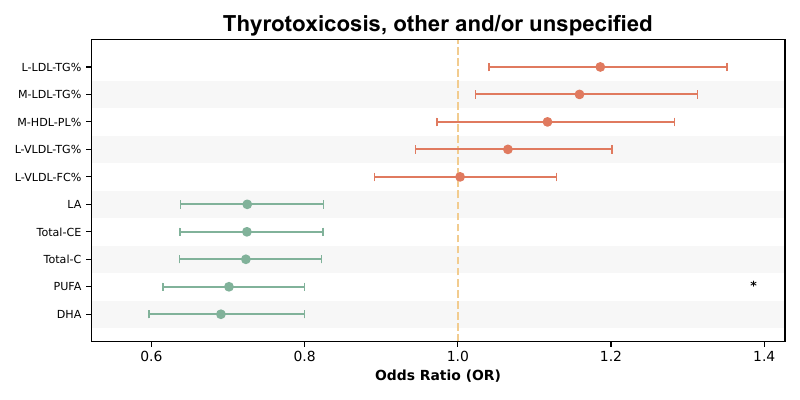 Thyrotoxicosis, other and/or unspecified
L-LDL-TG%
M-LDL-TG%
M-HDL-PL%
L-VLDL-TG%
L-VLDL-FC%
LA
Total-CE
Total-C
PUFA
*
DHA
0.6
0.8
1.0
1.2
1.4
Odds Ratio (OR)